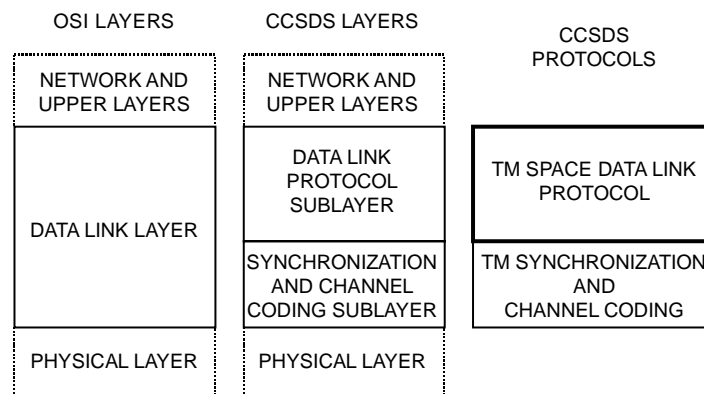 OSI LAYERS
CCSDS LAYERS
CCSDS
PROTOCOLS
NETWORK AND
UPPER LAYERS
NETWORK AND
UPPER LAYERS
DATA LINK LAYER
DATA LINK
PROTOCOL
SUBLAYER
TM SPACE DATA LINK
PROTOCOL
SYNCHRONIZATION
AND CHANNEL
CODING SUBLAYER
TM SYNCHRONIZATION
AND
CHANNEL CODING
PHYSICAL LAYER
PHYSICAL LAYER